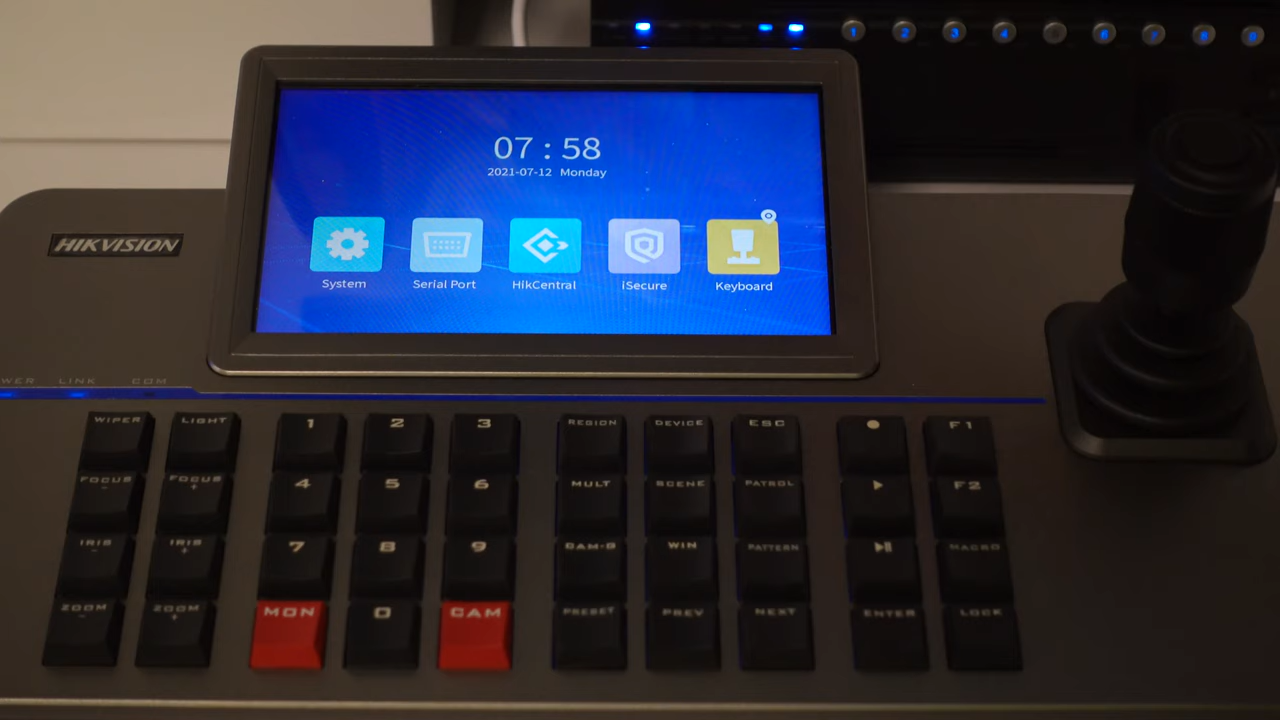 1 2 3 4 6 7 8 9
07 : 58
2021-07-12 Monday
HIKVISION
System Serial Port HikCentral iSecure Keyboard
WER LINK COM
WIPER LIGHT 1 2 3 REGION DEVICE ESC F1
FOCUS - FOCUS + 4 5 6 MULT SCENE PATROL F2
IRIS - IRIS + 7 8 9 CAM-G WIN PATTERN MACRO
ZOOM - ZOOM + MON 0 CAM PRESET PREV NEXT ENTER LOCK